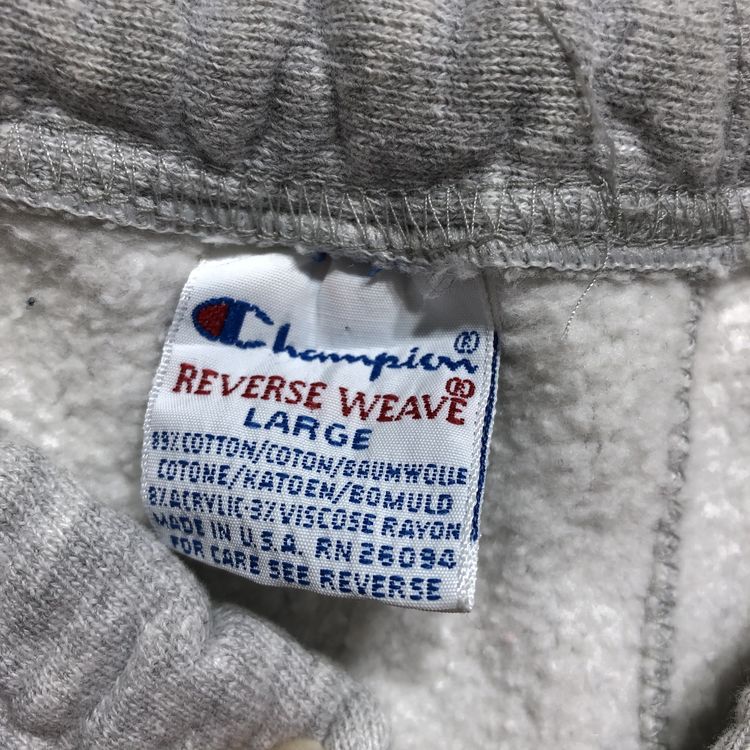 Champion®
REVERSE WEAVE®
LARGE
89%COTTON/COTON/BAUMWOLLE
COTONE/KATOEN/BOMULD
8%ACRYLIC-3%VISCOSE RAYON
MADE IN U.S.A. RN 26094
FOR CARE SEE REVERSE